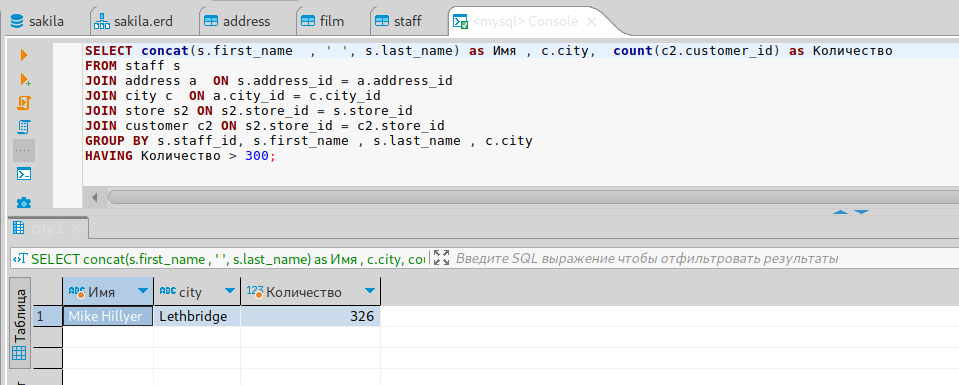 sakila sakila.erd address film staff <mysql> Console
SELECT concat(s.first_name , ' ', s.last_name) as Имя , c.city, count(c2.customer_id) as Количество
FROM staff s
JOIN address a ON s.address_id = a.address_id
JOIN city c ON a.city_id = c.city_id
JOIN store s2 ON s2.store_id = s.store_id
JOIN customer c2 ON s2.store_id = c2.store_id
GROUP BY s.staff_id, s.first_name , s.last_name , c.city
HAVING Количество > 300;
city 1
SELECT concat(s.first_name , ' ', s.last_name) as Имя , c.city, cou Введите SQL выражение чтобы отфильтровать результаты
Таблица
ABC Имя ABC city 123 Количество
1 Mike Hillyer Lethbridge 326